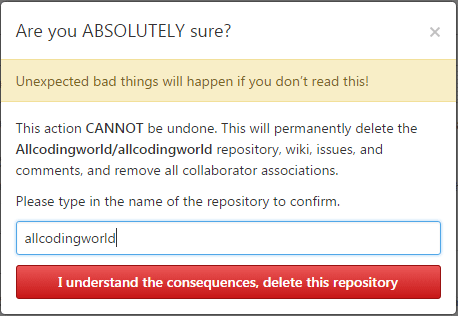 Are you ABSOLUTELY sure?
×
Unexpected bad things will happen if you don't read this!
This action CANNOT be undone. This will permanently delete the
Allcodingworld/allcodingworld repository, wiki, issues, and
comments, and remove all collaborator associations.
Please type in the name of the repository to confirm.
allcodingworld
I understand the consequences, delete this repository